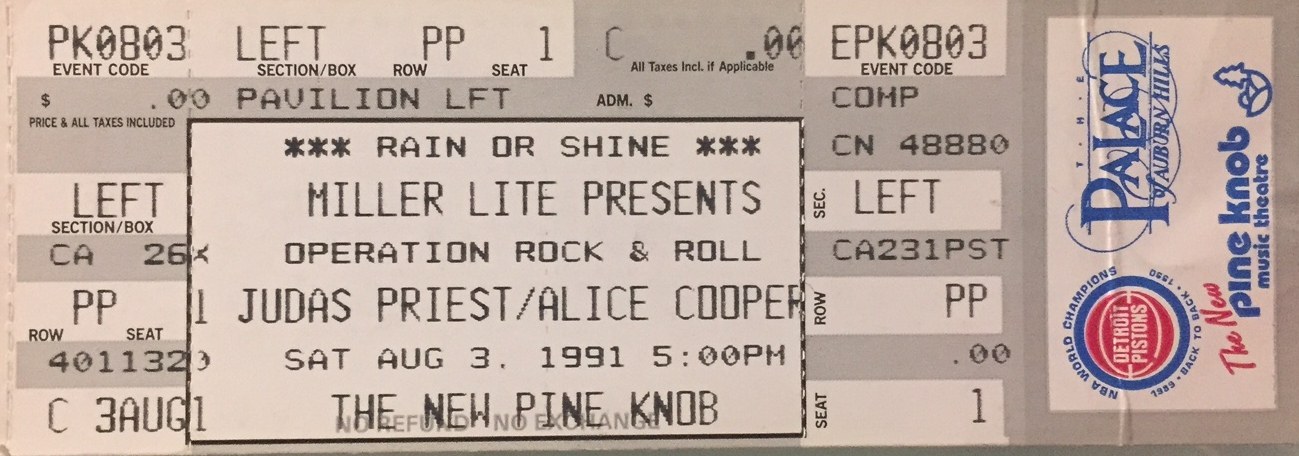 PK0803 LEFT PP 1 C .00 EPK0803
EVENT CODE SECTION/BOX ROW SEAT All Taxes Incl. if Applicable EVENT CODE
$ .00 PAVILION LFT ADM. $ COMP
PRICE & ALL TAXES INCLUDED
*** RAIN OR SHINE *** CN 48880
LEFT MILLER LITE PRESENTS SEC. LEFT
SECTION/BOX
CA 26X OPERATION ROCK & ROLL CA231PST
PP 1 JUDAS PRIEST/ALICE COOPER ROW PP
ROW SEAT
401132 SAT AUG 3. 1991 5:00PM .00
C 3AUG1 THE NEW PINE KNOB SEAT 1
NO REFUND NO EXCHANGE
THE
PALACE
of AUBURN HILLS
The New
pine knob
music theatre
NBA WORLD CHAMPIONS
DETROIT
PISTONS
1989 • BACK TO BACK • 1990